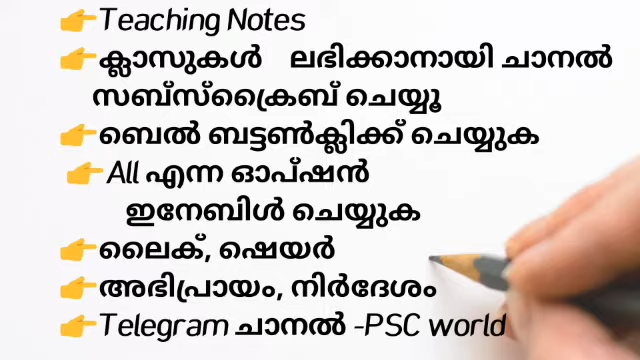 👉Teaching Notes
👉ക്ലാസുകൾ ലഭിക്കാനായി ചാനൽ
സബ്സ്ക്രൈബ് ചെയ്യൂ
👉ബെൽ ബട്ടൺക്ലിക്ക് ചെയ്യുക
👉All എന്ന ഓപ്ഷൻ
ഇനേബിൾ ചെയ്യുക
👉ലൈക്, ഷെയർ
👉അഭിപ്രായം, നിർദേശം
👉Telegram ചാനൽ -PSC world